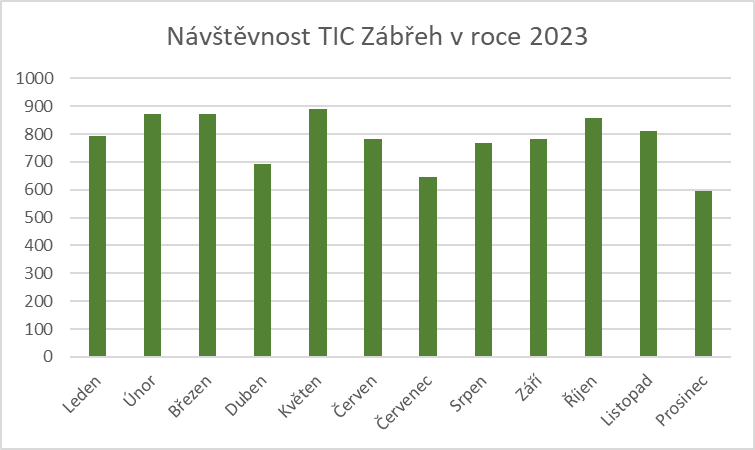 Návštěvnost TIC Zábřeh v roce 2023
1000
900
800
700
600
500
400
300
200
100
0
Leden
Únor
Březen
Duben
Květen
Červen
Červenec
Srpen
Září
Říjen
Listopad
Prosinec